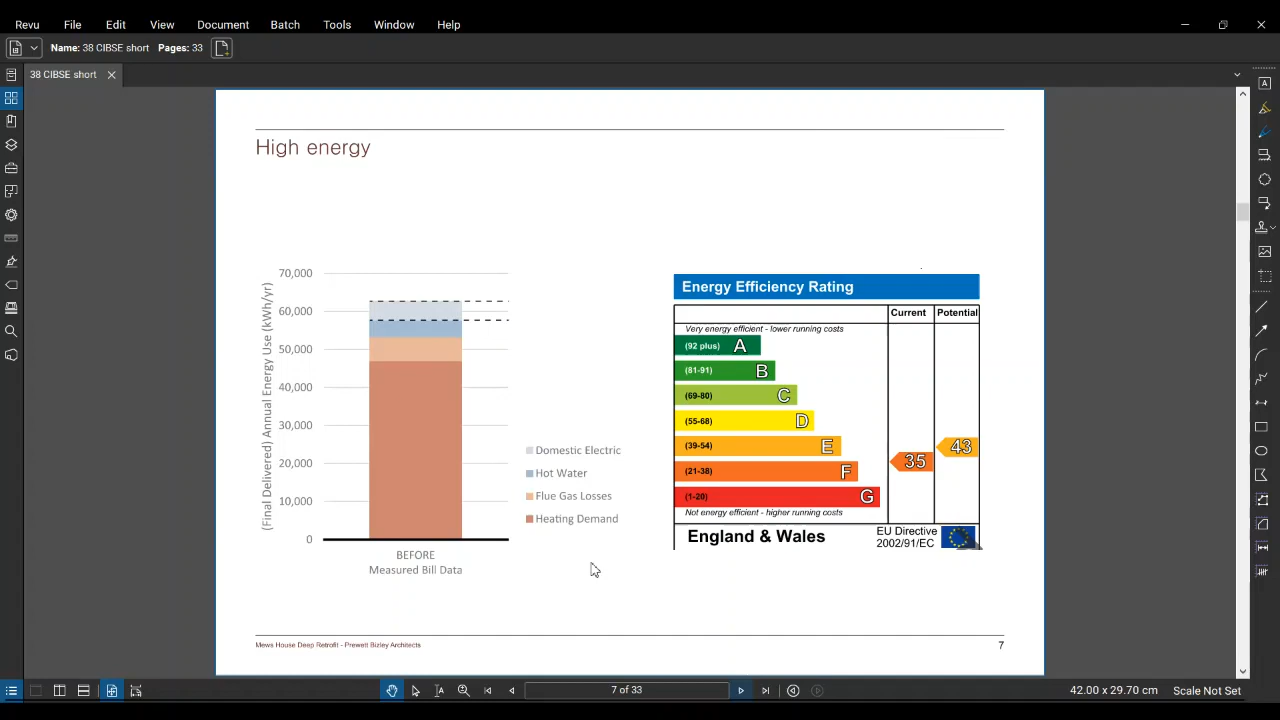 Revu File Edit View Document Batch Tools Window Help
Name: 38 CIBSE short Pages: 33
38 CIBSE short
High energy
(Final Delivered) Annual Energy Use (kWh/yr)
70,000
60,000
50,000
40,000
30,000
20,000
10,000
0
BEFORE
Measured Bill Data
Domestic Electric
Hot Water
Flue Gas Losses
Heating Demand
Energy Efficiency Rating
Current Potential
Very energy efficient - lower running costs
(92 plus) A
(81-91) B
(69-80) C
(55-68) D
(39-54) E
(21-38) F
(1-20) G
35
43
Not energy efficient - higher running costs
England & Wales
EU Directive
2002/91/EC
Mews House Deep Retrofit - Prewett Bizley Architects
7
7 of 33
42.00 x 29.70 cm Scale Not Set